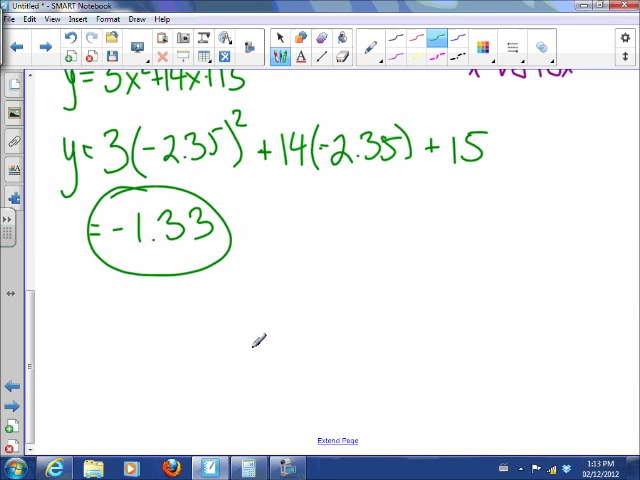 Untitled * - SMART Notebook
File Edit View Insert Format Tools Draw Help
y = 3x²+14x+15
y = 3(-2.35)² + 14(-2.35) + 15
= -1.33
Extend Page
1:13 PM
02/12/2012